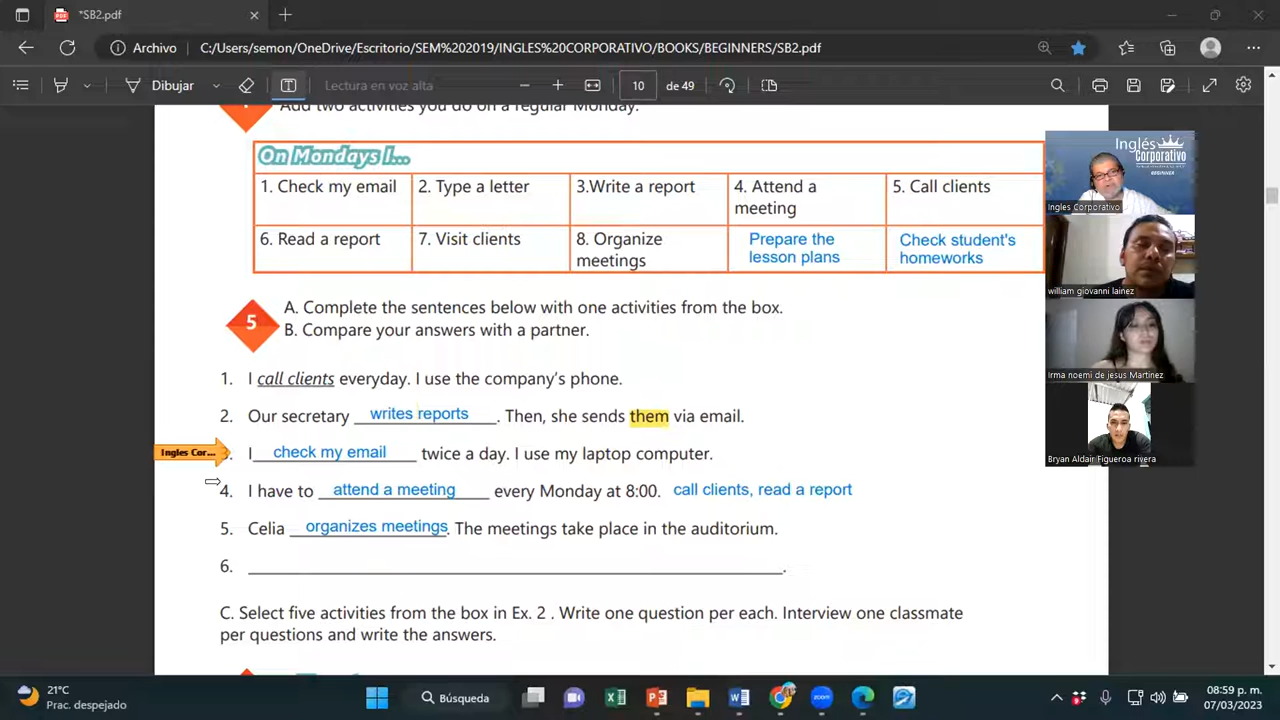 *SB2.pdf
Archivo C:/Users/semon/OneDrive/Escritorio/SEM%202019/INGLES%20CORPORATIVO/BOOKS/BEGINNERS/SB2.pdf
Dibujar Lectura en voz alta 10 de 49
Add two activities you do on a regular Monday.
On Mondays I...
1. Check my email 2. Type a letter 3.Write a report 4. Attend a meeting 5. Call clients
6. Read a report 7. Visit clients 8. Organize meetings Prepare the lesson plans Check student's homeworks
5
A. Complete the sentences below with one activities from the box.
B. Compare your answers with a partner.
1. I call clients everyday. I use the company's phone.
2. Our secretary writes reports. Then, she sends them via email.
Ingles Cor... 3. I check my email twice a day. I use my laptop computer.
4. I have to attend a meeting every Monday at 8:00. call clients, read a report
5. Celia organizes meetings. The meetings take place in the auditorium.
6. .
C. Select five activities from the box in Ex. 2 . Write one question per each. Interview one classmate
per questions and write the answers.
Inglés
Corporativo
BEGINNER
Ingles Corporativo
william giovanni lainez
Irma noemi de jesus Martinez
Bryan Aldair Figueroa rivera
21°C
Prac. despejado
Búsqueda
08:59 p. m.
07/03/2023